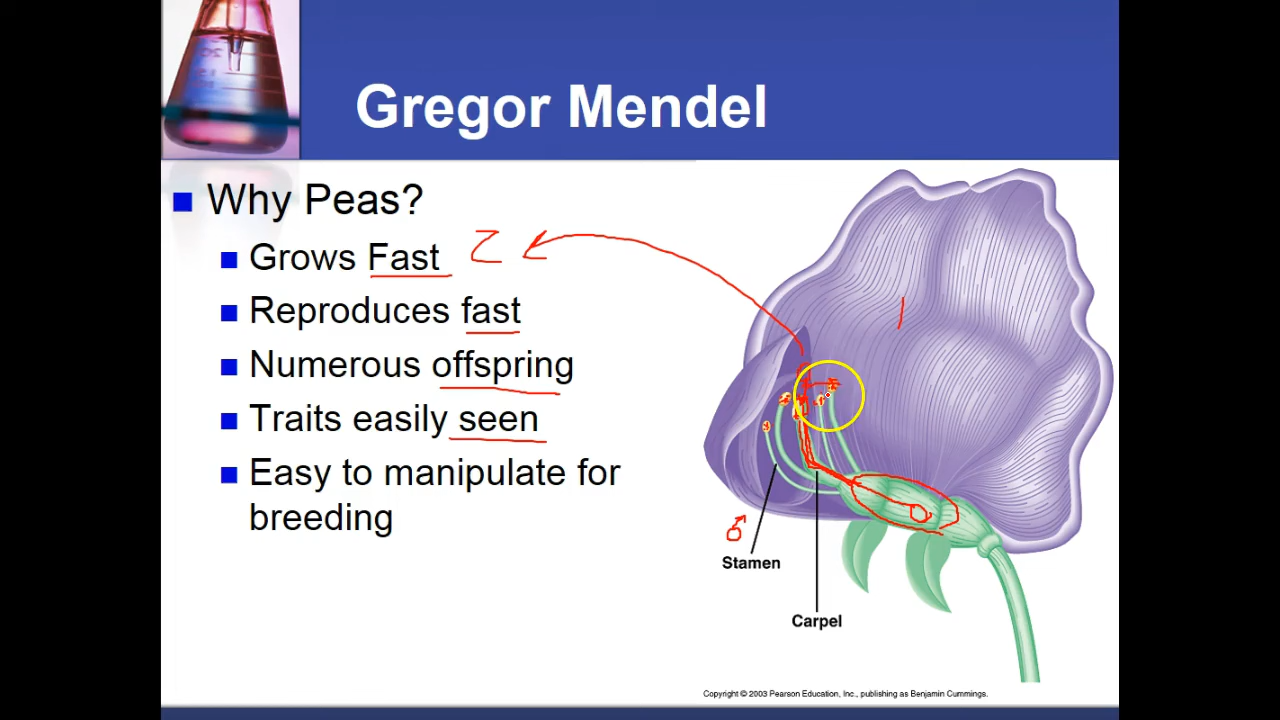 Gregor Mendel
Why Peas?
Grows Fast
Reproduces fast
Numerous offspring
Traits easily seen
Easy to manipulate for
breeding
♂
Stamen
Carpel
Copyright © 2003 Pearson Education, Inc., publishing as Benjamin Cummings.